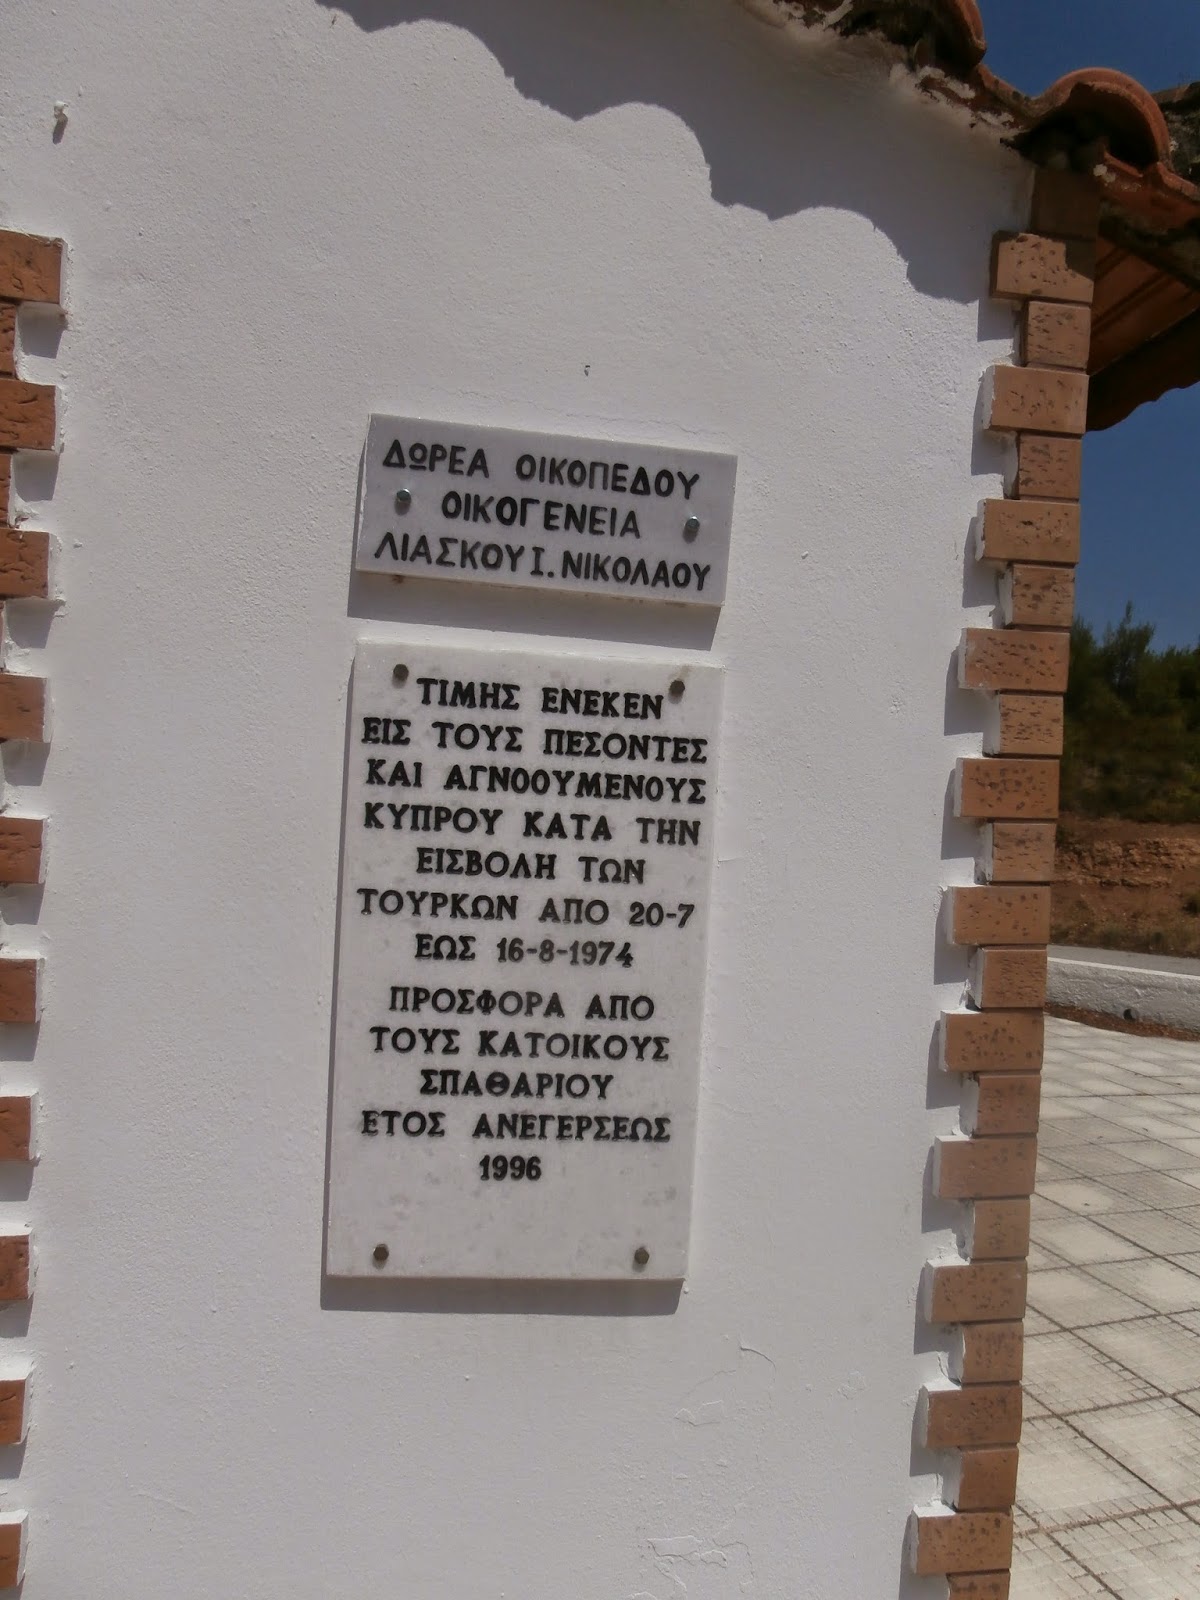 ΔΩΡΕΑ ΟΙΚΟΠΕΔΟΥ
ΟΙΚΟΓΕΝΕΙΑ
ΛΙΑΣΚΟΥ Ι. ΝΙΚΟΛΑΟΥ
ΤΙΜΗΣ ΕΝΕΚΕΝ
ΕΙΣ ΤΟΥΣ ΠΕΣΟΝΤΕΣ
ΚΑΙ ΑΓΝΟΟΥΜΕΝΟΥΣ
ΚΥΠΡΟΥ ΚΑΤΑ ΤΗΝ
ΕΙΣΒΟΛΗ ΤΩΝ
ΤΟΥΡΚΩΝ ΑΠΟ 20-7
ΕΩΣ 16-8-1974
ΠΡΟΣΦΟΡΑ ΑΠΟ
ΤΟΥΣ ΚΑΤΟΙΚΟΥΣ
ΣΠΑΘΑΡΙΟΥ
ΕΤΟΣ ΑΝΕΓΕΡΣΕΩΣ
1996